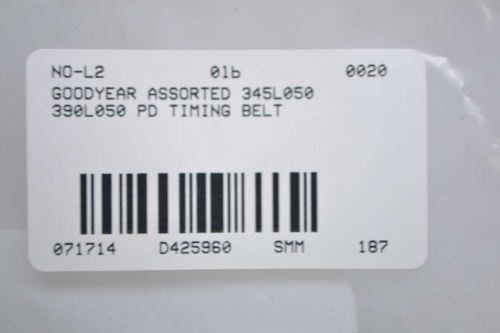 NO-L2 01b 0020
GOODYEAR ASSORTED 345L050
390L050 PD TIMING BELT
071714 D425960 SMM 187